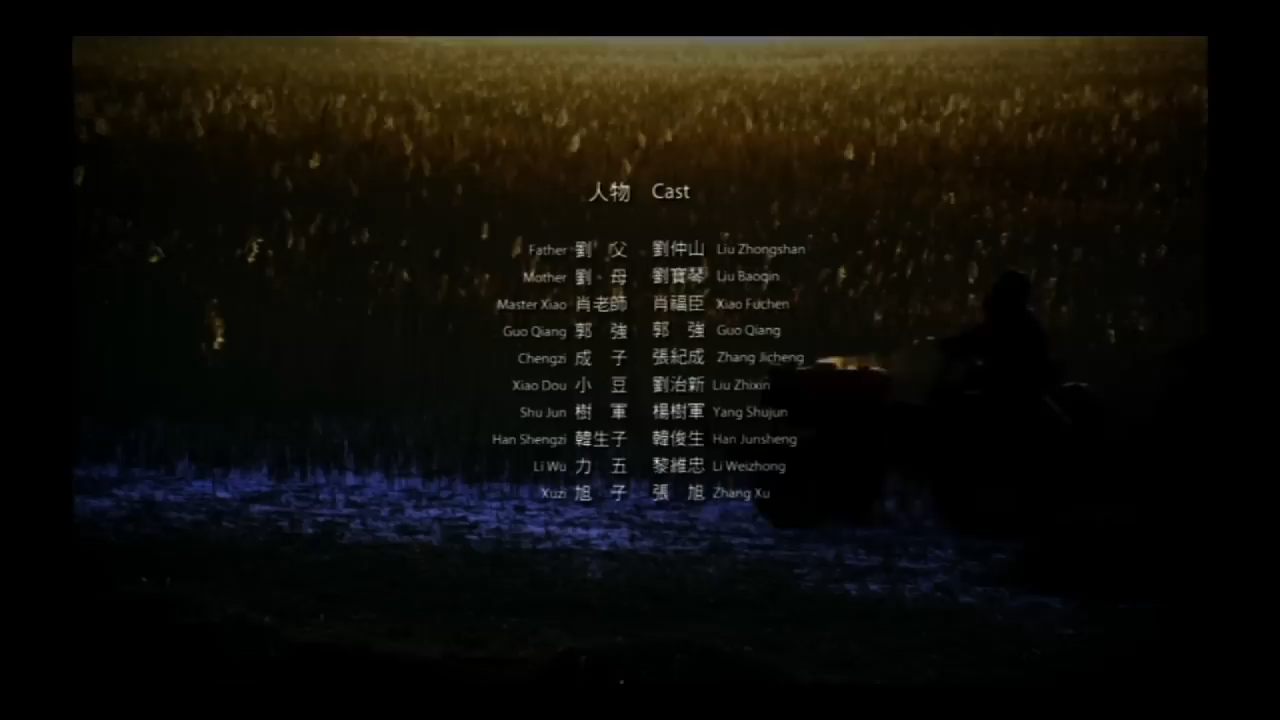 人物 Cast
Father 劉 父 劉仲山 Liu Zhongshan
Mother 劉 母 劉寶琴 Liu Baoqin
Master Xiao 肖老師 肖福臣 Xiao Fuchen
Guo Qiang 郭 強 郭 強 Guo Qiang
Chengzi 成 子 張紀成 Zhang Jicheng
Xiao Dou 小 豆 劉治新 Liu Zhixin
Shu Jun 樹 軍 楊樹軍 Yang Shujun
Han Shengzi 韓生子 韓俊生 Han Junsheng
Li Wu 力 五 黎維忠 Li Weizhong
Xuzi 旭 子 張 旭 Zhang Xu